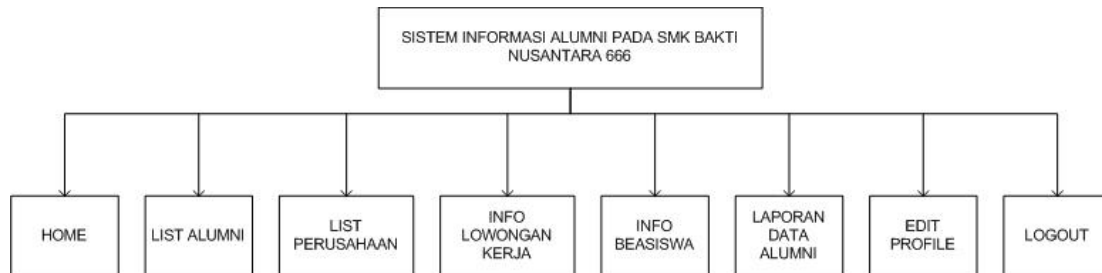 SISTEM INFORMASI ALUMNI PADA SMK BAKTI
NUSANTARA 666
HOME
LIST ALUMNI
LIST
PERUSAHAAN
INFO
LOWONGAN
KERJA
INFO
BEASISWA
LAPORAN
DATA
ALUMNI
EDIT
PROFILE
LOGOUT